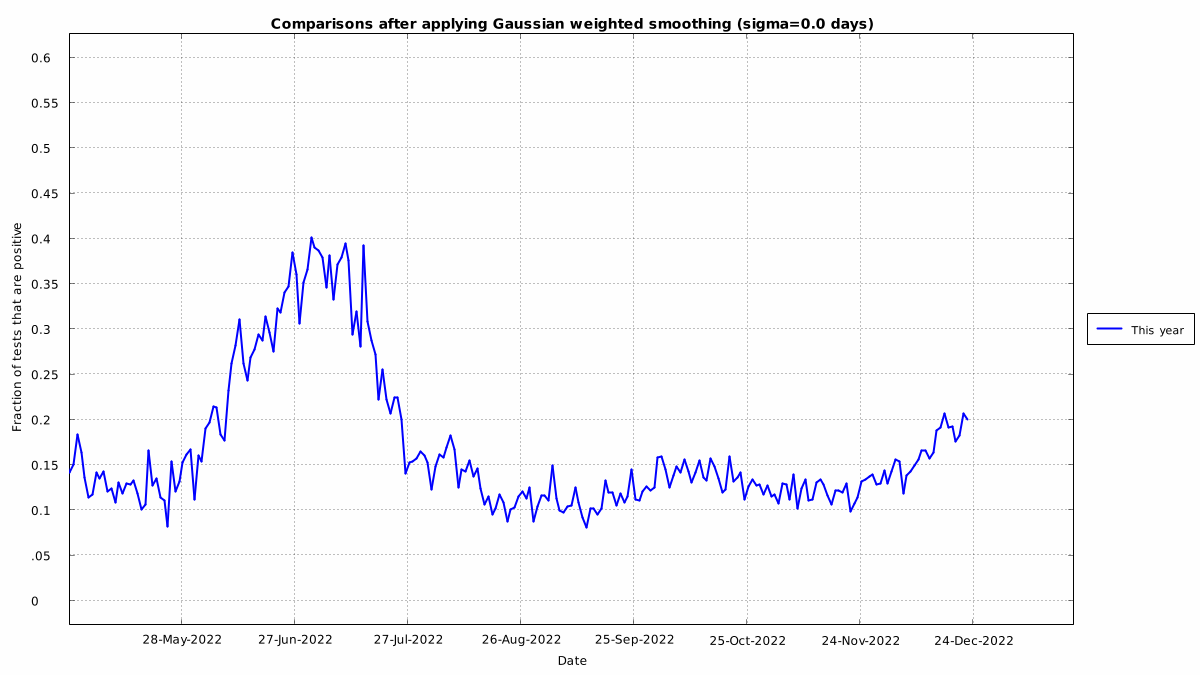 Comparisons after applying Gaussian weighted smoothing (sigma=0.0 days)
0.6
0.55
0.5
0.45
0.4
0.35
0.3
0.25
0.2
0.15
0.1
.05
0
Fraction of tests that are positive
This year
28-May-2022
27-Jun-2022
27-Jul-2022
26-Aug-2022
25-Sep-2022
25-Oct-2022
24-Nov-2022
24-Dec-2022
Date